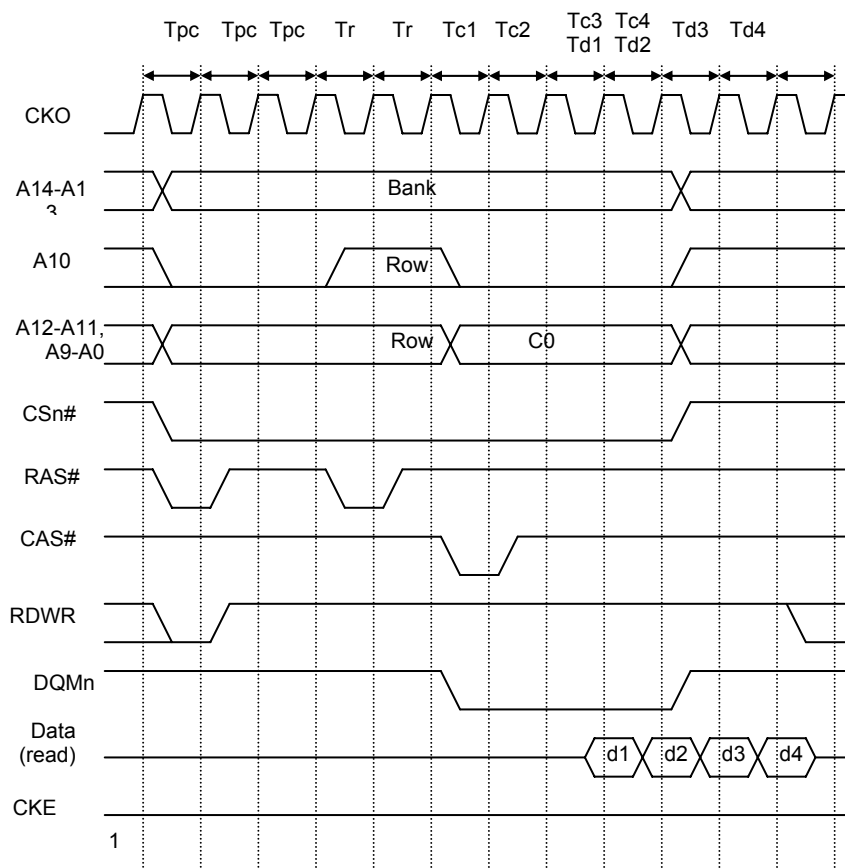 Tpc Tpc Tpc Tr Tr Tc1 Tc2 Tc3 Tc4 Td3 Td4
Td1 Td2
CKO
A14-A1
3
Bank
A10
Row
A12-A11,
A9-A0
Row
C0
CSn#
RAS#
CAS#
RDWR
DQMn
Data
(read)
d1 d2 d3 d4
CKE
1